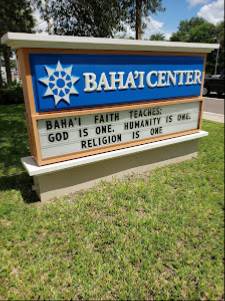 BAHA'I CENTER
BAHA'I FAITH TEACHES:
GOD IS ONE. HUMANITY IS ONE.
RELIGION IS ONE